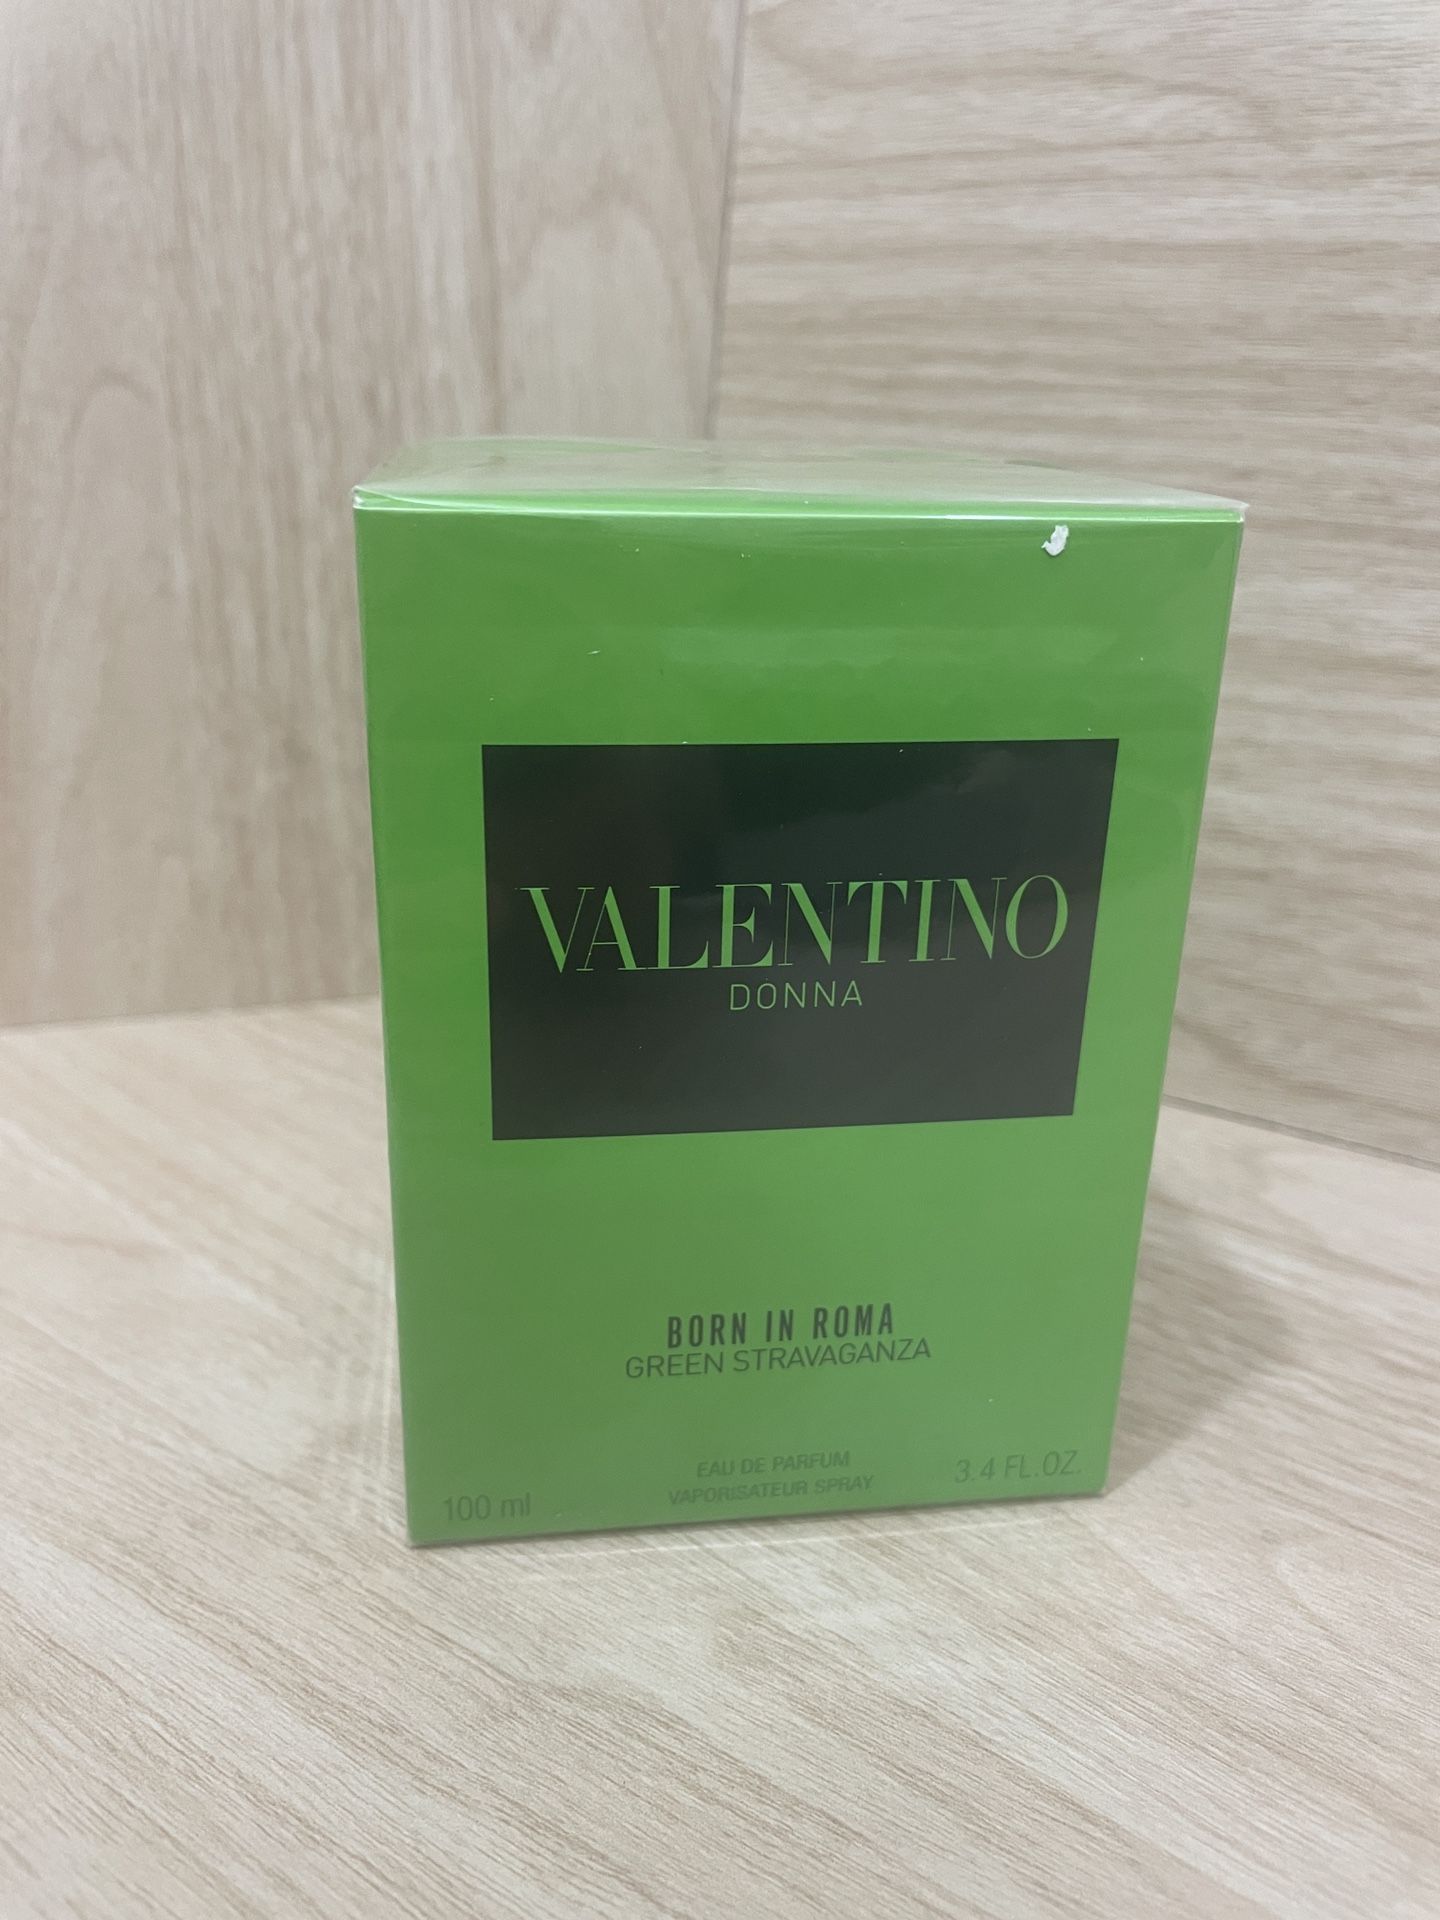 VALENTINO
DONNA
BORN IN ROMA
GREEN STRAVAGANZA
EAU DE PARFUM
VAPORISATEUR SPRAY
100 ml
3.4 FL.OZ.